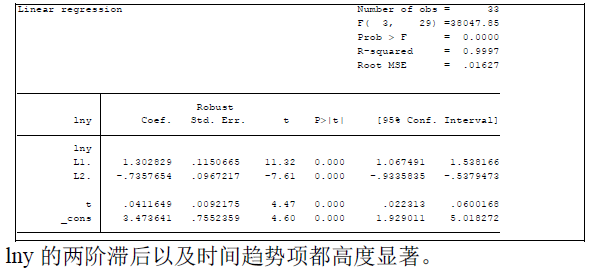 Linear regression Number of obs = 33
F( 3, 29) =38047.85
Prob > F = 0.0000
R-squared = 0.9997
Root MSE = .01627
Robust
lny Coef. Std. Err. t P>|t| [95% Conf. Interval]
lny
L1. 1.302829 .1150665 11.32 0.000 1.067491 1.538166
L2. -.7357654 .0967217 -7.61 0.000 -.9335835 -.5379473
t .0411649 .0092175 4.47 0.000 .022313 .0600168
_cons 3.473641 .7552359 4.60 0.000 1.929011 5.018272
lny 的两阶滞后以及时间趋势项都高度显著。